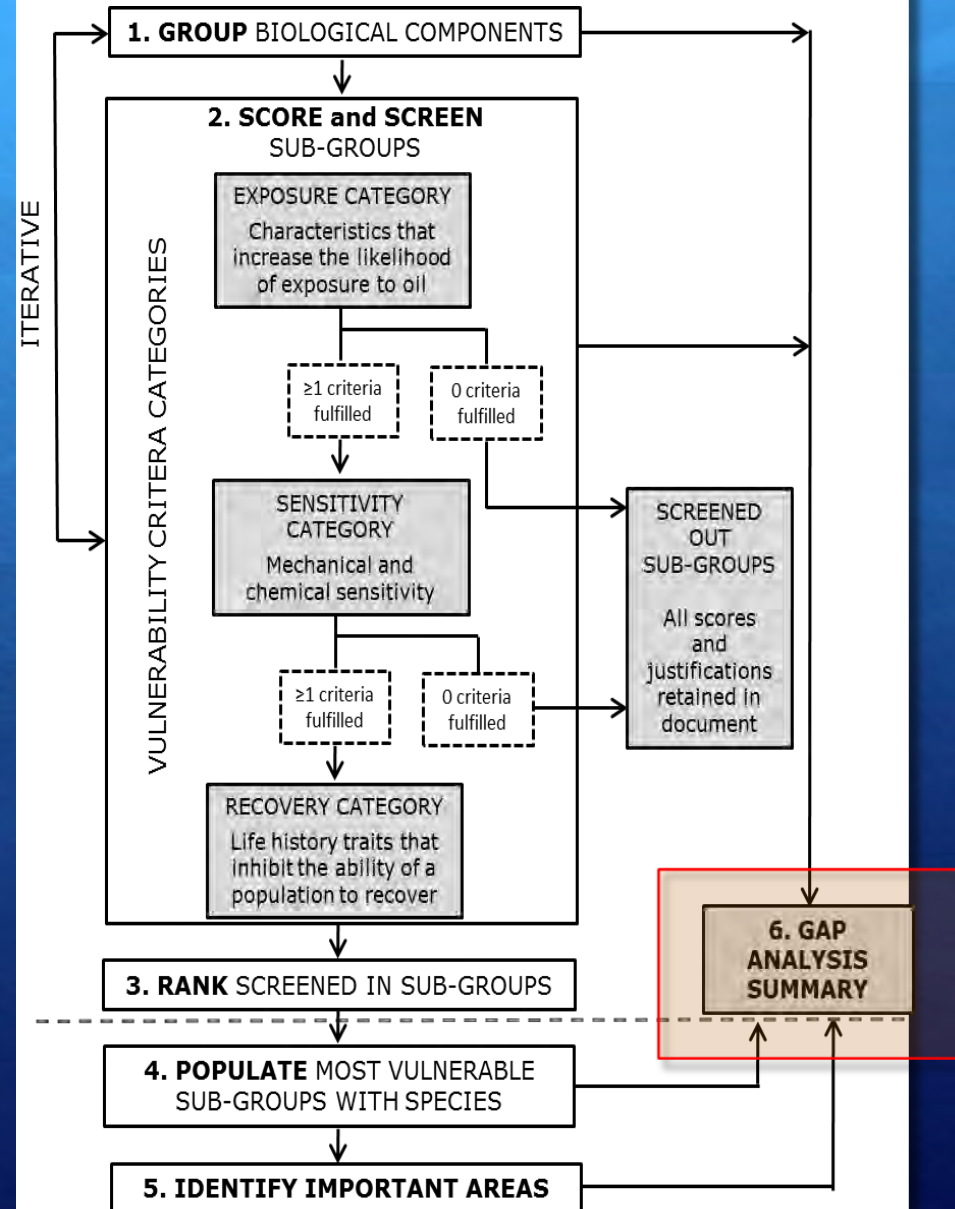 1. GROUP BIOLOGICAL COMPONENTS
ITERATIVE
VULNERABILITY CRITERA CATEGORIES
2. SCORE and SCREEN
SUB-GROUPS
EXPOSURE CATEGORY
Characteristics that
increase the likelihood
of exposure to oil
≥1 criteria
fulfilled
0 criteria
fulfilled
SENSITIVITY
CATEGORY
Mechanical and
chemical sensitivity
SCREENED
OUT
SUB-GROUPS
All scores
and
justifications
retained in
document
≥1 criteria
fulfilled
0 criteria
fulfilled
RECOVERY CATEGORY
Life history traits that
inhibit the ability of a
population to recover
6. GAP
ANALYSIS
SUMMARY
3. RANK SCREENED IN SUB-GROUPS
4. POPULATE MOST VULNERABLE
SUB-GROUPS WITH SPECIES
5. IDENTIFY IMPORTANT AREAS